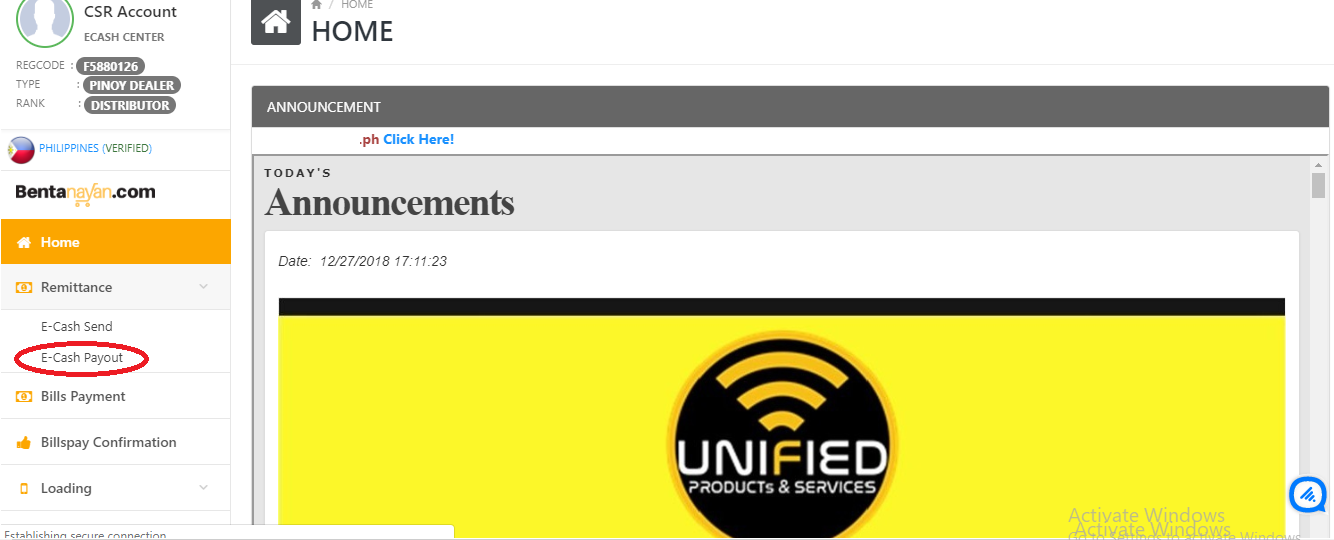 CSR Account
ECASH CENTER
REGCODE : F5880126
TYPE : PINOY DEALER
RANK : DISTRIBUTOR
PHILIPPINES (VERIFIED)
Bentanayan.com
Home
Remittance
E-Cash Send
E-Cash Payout
Bills Payment
Billspay Confirmation
Loading
Establishing secure connection
/ HOME
HOME
ANNOUNCEMENT
.ph Click Here!
TODAY'S
Announcements
Date: 12/27/2018 17:11:23
UNIFIED
PRODUCTS & SERVICES
Activate Windows
Activate Windows
Go to Settings to activate Windows.